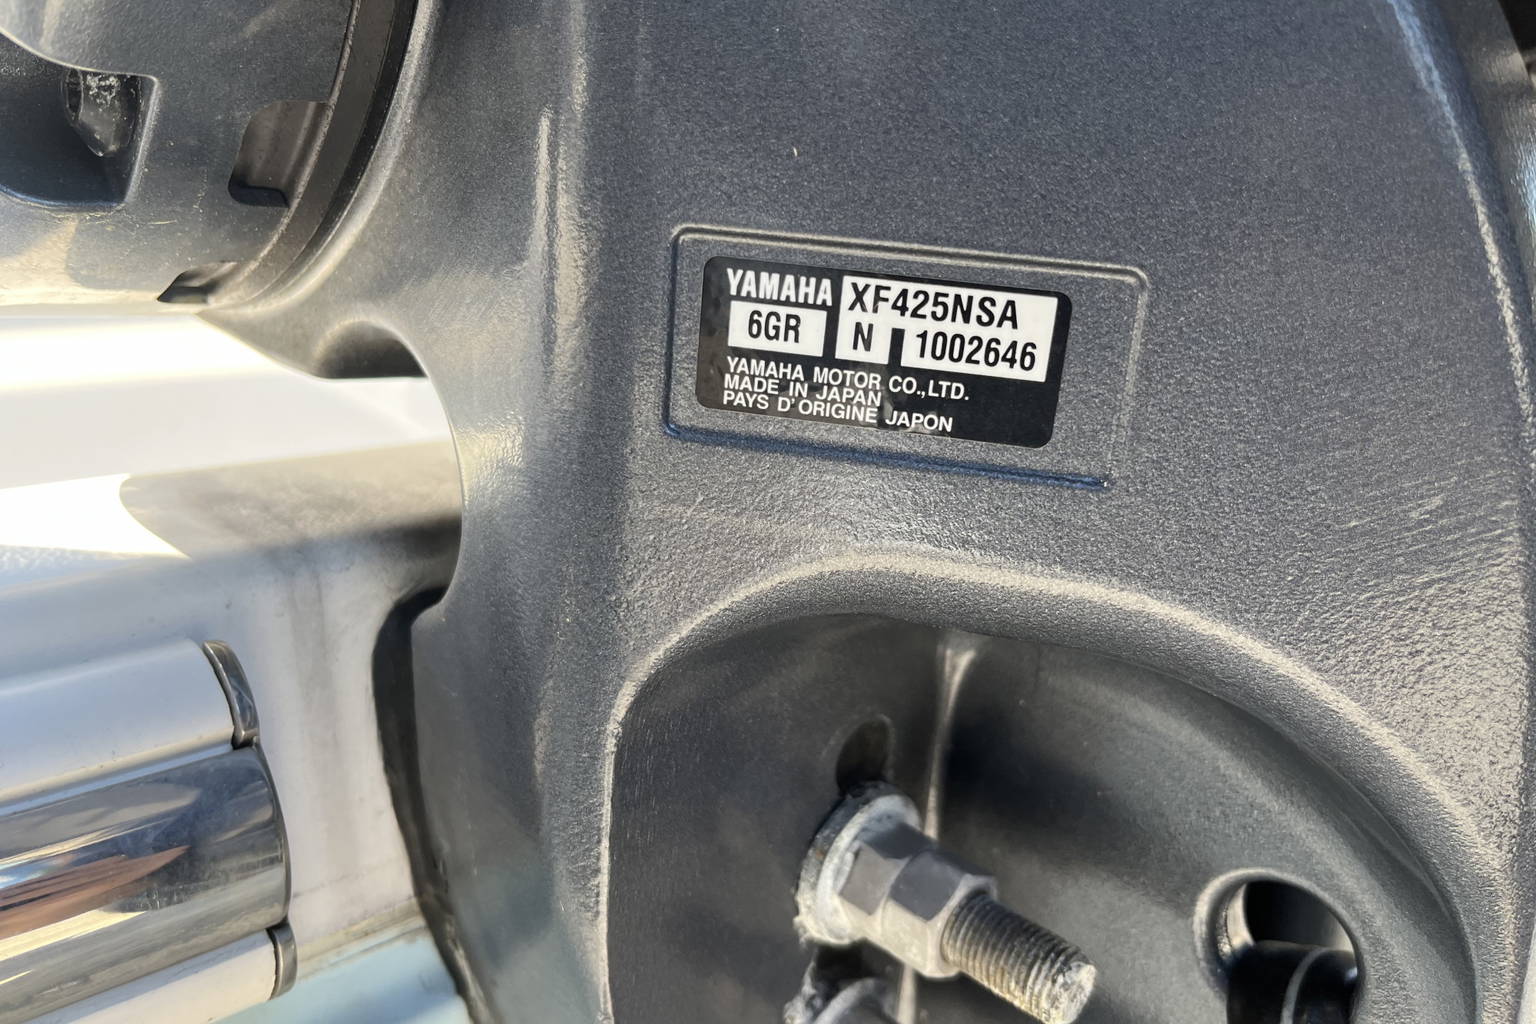 YAMAHA XF425NSA
6GR N 1002646
YAMAHA MOTOR CO.,LTD.
MADE IN JAPAN
PAYS D'ORIGINE JAPON